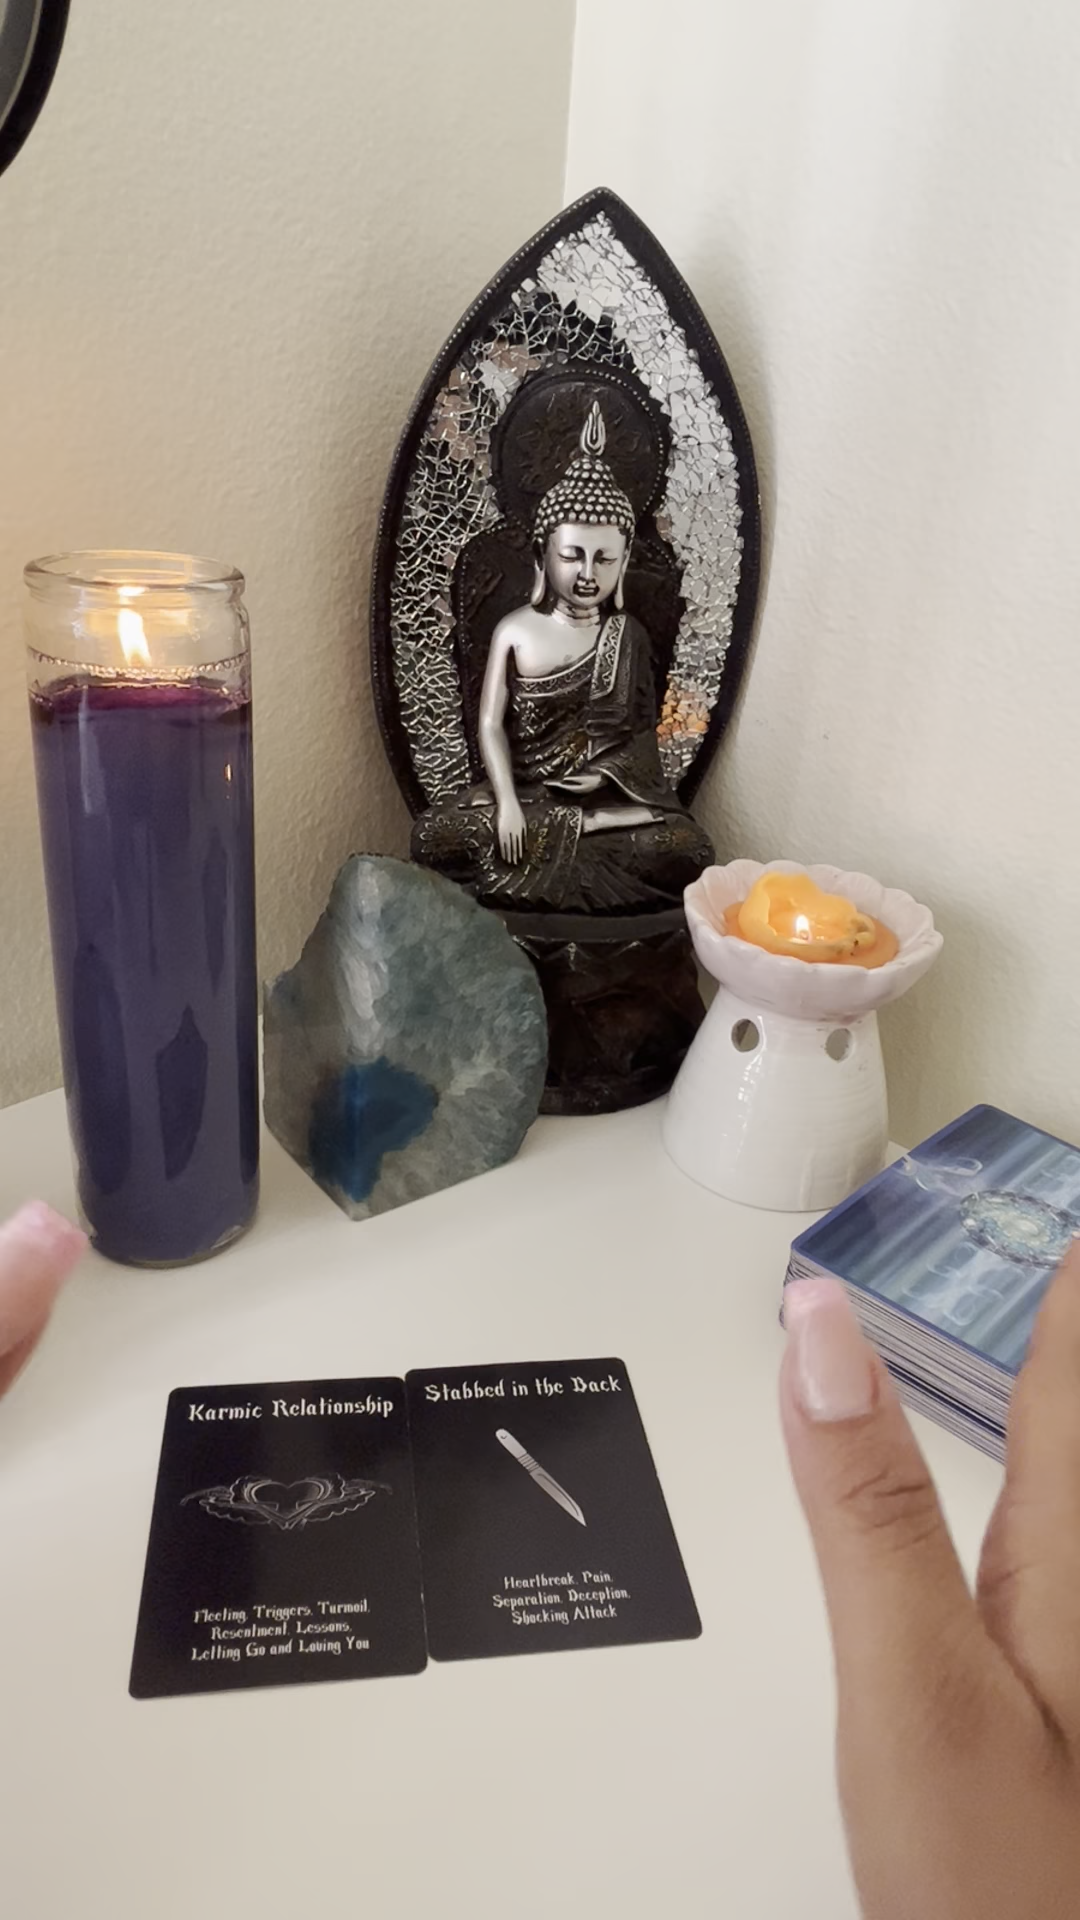 Karmic Relationship
Fleeting, Triggers, Turmoil,
Resentment, Lessons,
Letting Go and Loving You
Stabbed in the Back
Heartbreak, Pain,
Separation, Deception,
Shocking Attack